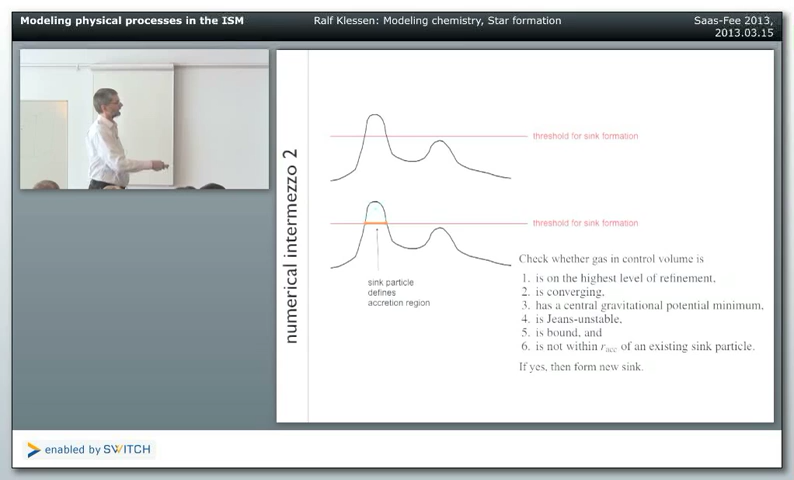 Modeling physical processes in the ISM
Ralf Klessen: Modeling chemistry, Star formation
Saas-Fee 2013,
2013.03.15
numerical intermezzo 2
threshold for sink formation
threshold for sink formation
sink particle
defines
accretion region
Check whether gas in control volume is
1. is on the highest level of refinement,
2. is converging,
3. has a central gravitational potential minimum,
4. is Jeans-unstable,
5. is bound, and
6. is not within racc of an existing sink particle.
If yes, then form new sink.
enabled by SWITCH